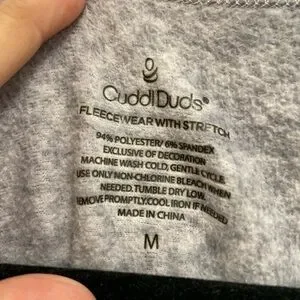 CuddlDuds®
FLEECEWEAR WITH STRETCH
94% POLYESTER/ 6% SPANDEX
EXCLUSIVE OF DECORATION
MACHINE WASH COLD, GENTLE CYCLE
USE ONLY NON-CHLORINE BLEACH WHEN
NEEDED. TUMBLE DRY LOW.
REMOVE PROMPTLY. COOL IRON IF NEEDED
MADE IN CHINA
M